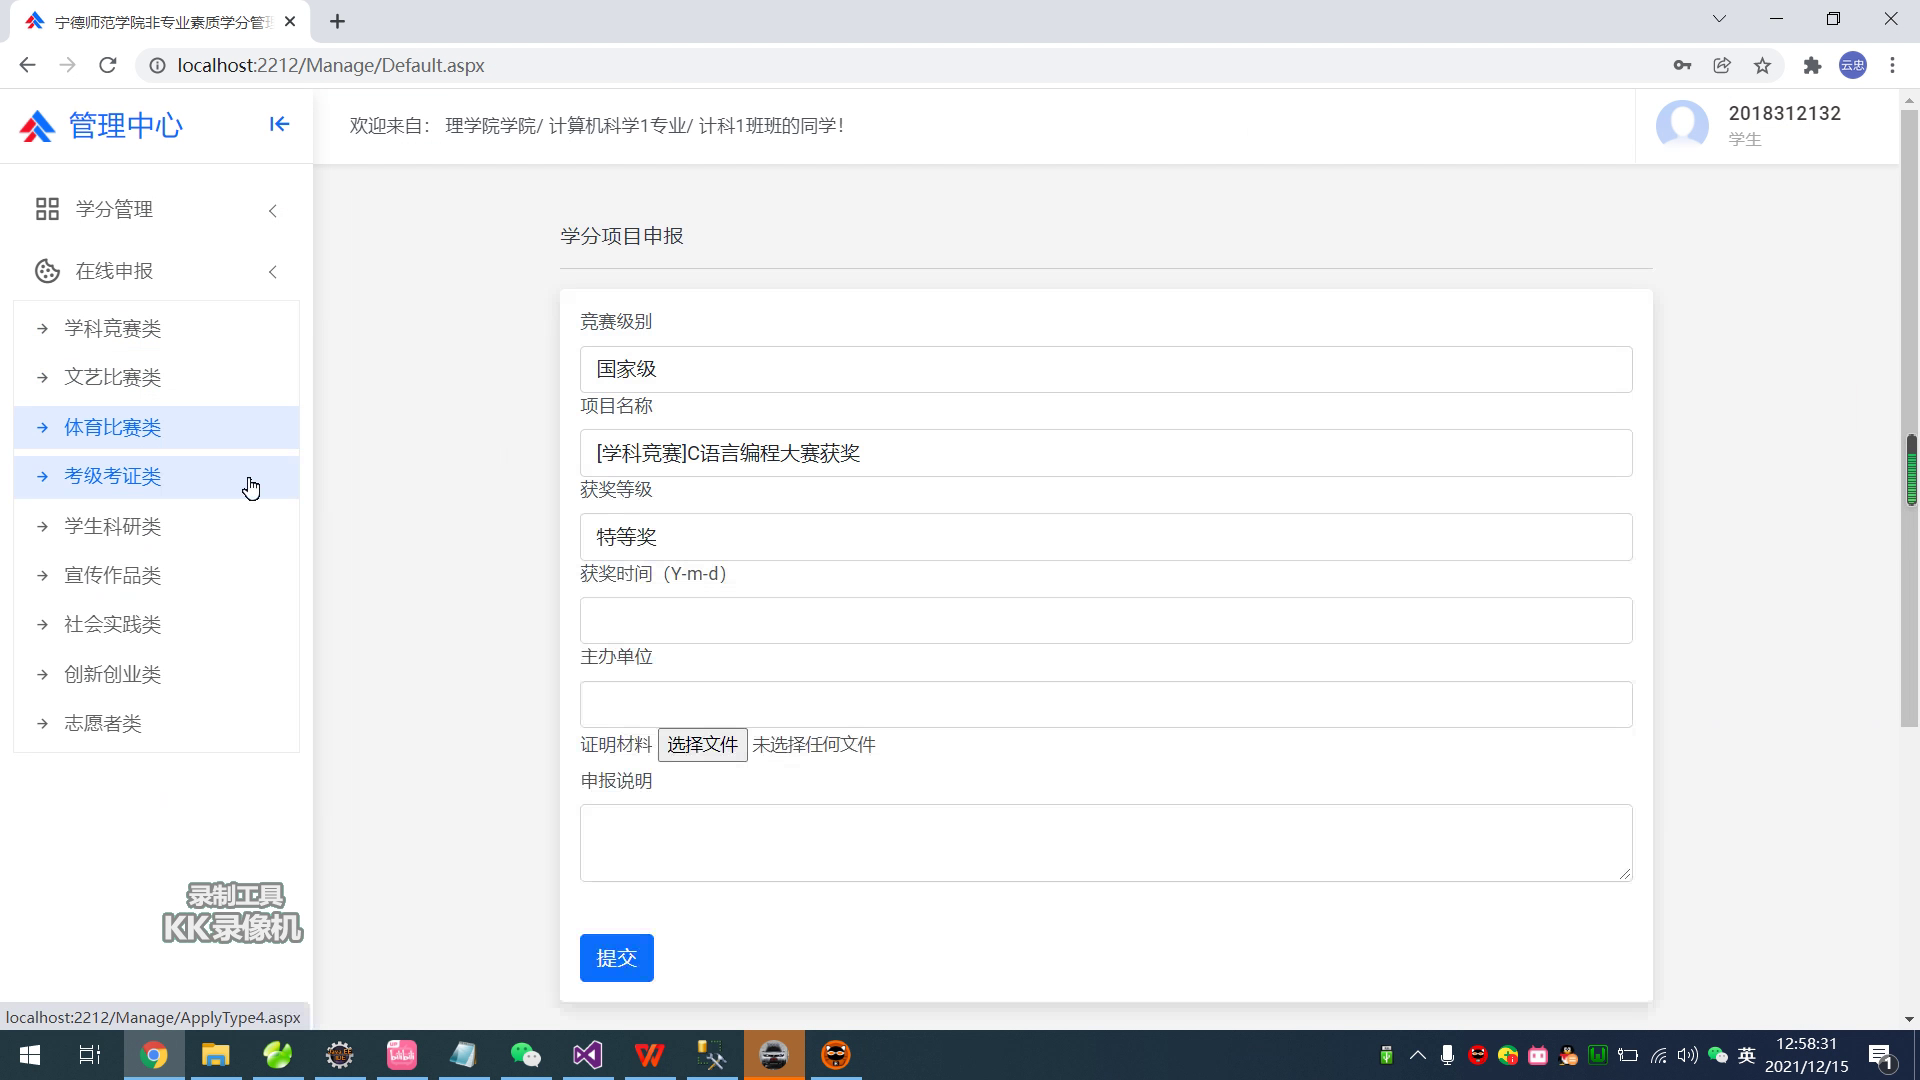 宁德师范学院非专业素质学分管理
localhost:2212/Manage/Default.aspx
云忠
管理中心
欢迎来自： 理学院学院/ 计算机科学1专业/ 计科1班班的同学!
2018312132
学生
学分管理
在线申报
学科竞赛类
文艺比赛类
体育比赛类
考级考证类
学生科研类
宣传作品类
社会实践类
创新创业类
志愿者类
学分项目申报
竞赛级别
国家级
项目名称
[学科竞赛]C语言编程大赛获奖
获奖等级
特等奖
获奖时间（Y-m-d）
主办单位
证明材料 选择文件 未选择任何文件
申报说明
提交
录制工具
KK录像机
localhost:2212/Manage/ApplyType4.aspx
bilibili
英
12:58:31
2021/12/15
1